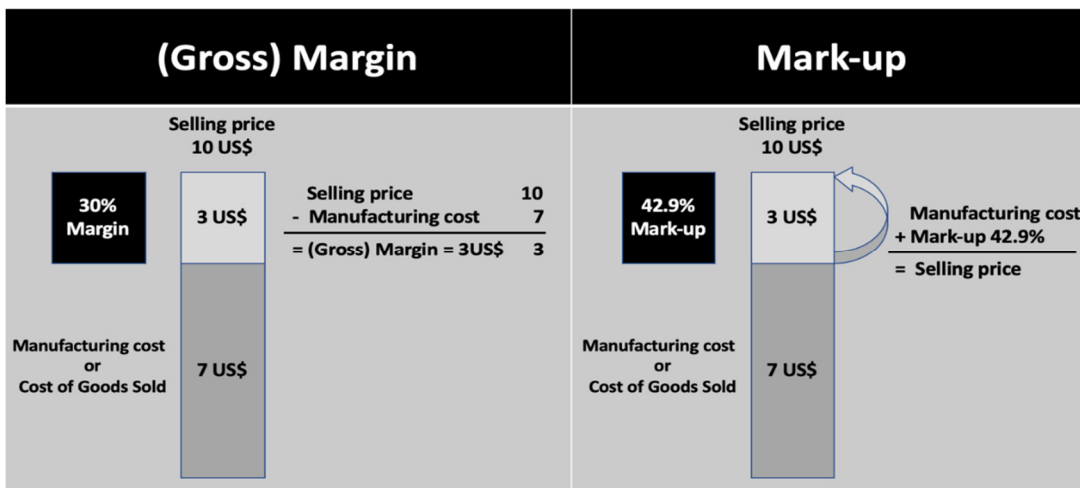 (Gross) Margin
Selling price
10 US$
30%
Margin
3 US$
Selling price 10
- Manufacturing cost 7
= (Gross) Margin = 3US$ 3
Manufacturing cost
or
Cost of Goods Sold
7 US$
Mark-up
Selling price
10 US$
42.9%
Mark-up
3 US$
Manufacturing cost
+ Mark-up 42.9%
= Selling price
Manufacturing cost
or
Cost of Goods Sold
7 US$